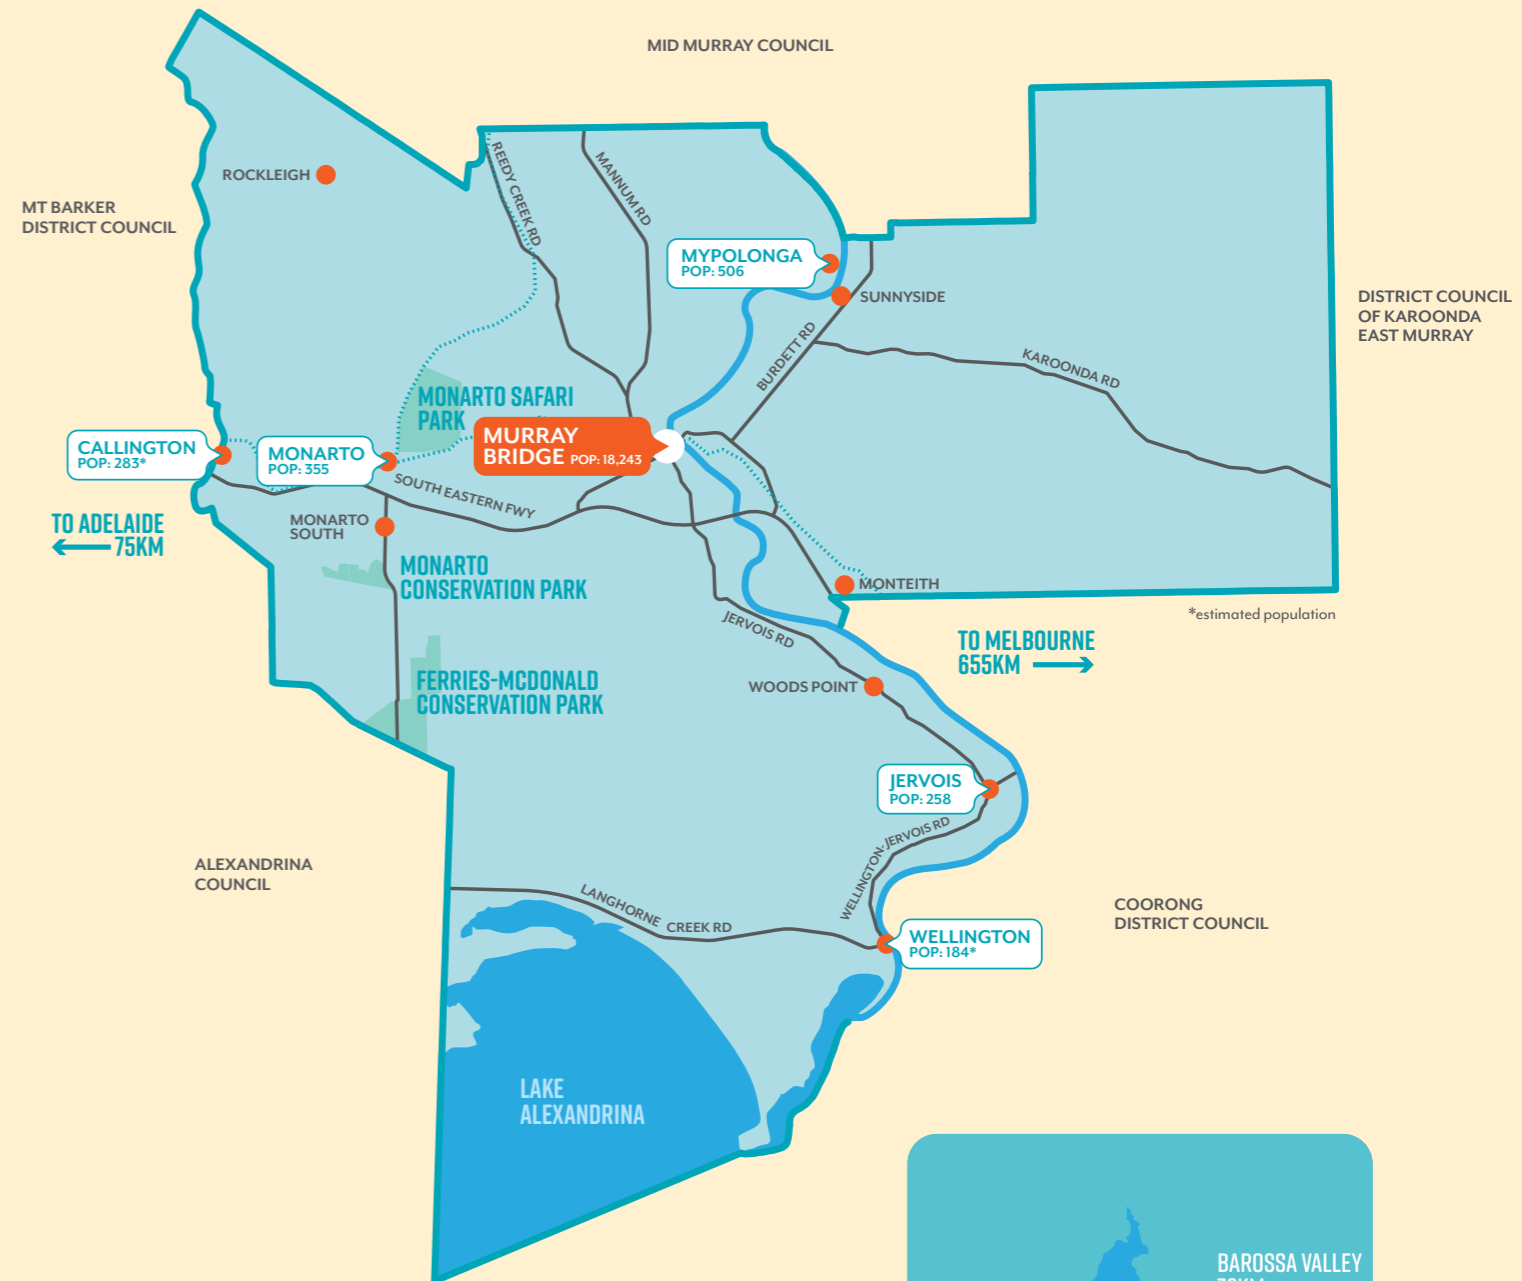 MID MURRAY COUNCIL
REEDY CREEK RD
MANNUM RD
ROCKLEIGH
MT BARKER
DISTRICT COUNCIL
MYPOLONGA
POP: 506
SUNNYSIDE
DISTRICT COUNCIL
OF KAROONDA
EAST MURRAY
BURDETT RD
KAROONDA RD
MONARTO SAFARI
PARK
MURRAY
BRIDGE POP: 18,243
CALLINGTON
POP: 283*
MONARTO
POP: 355
SOUTH EASTERN FWY
TO ADELAIDE
75KM
MONARTO
SOUTH
MONARTO
CONSERVATION PARK
MONTEITH
*estimated population
JERVOIS RD
TO MELBOURNE
655KM
FERRIES-MCDONALD
CONSERVATION PARK
WOODS POINT
JERVOIS
POP: 258
WELLINGTON-JERVOIS RD
ALEXANDRINA
COUNCIL
LANGHORNE CREEK RD
COORONG
DISTRICT COUNCIL
WELLINGTON
POP: 184*
LAKE
ALEXANDRINA
BAROSSA VALLEY